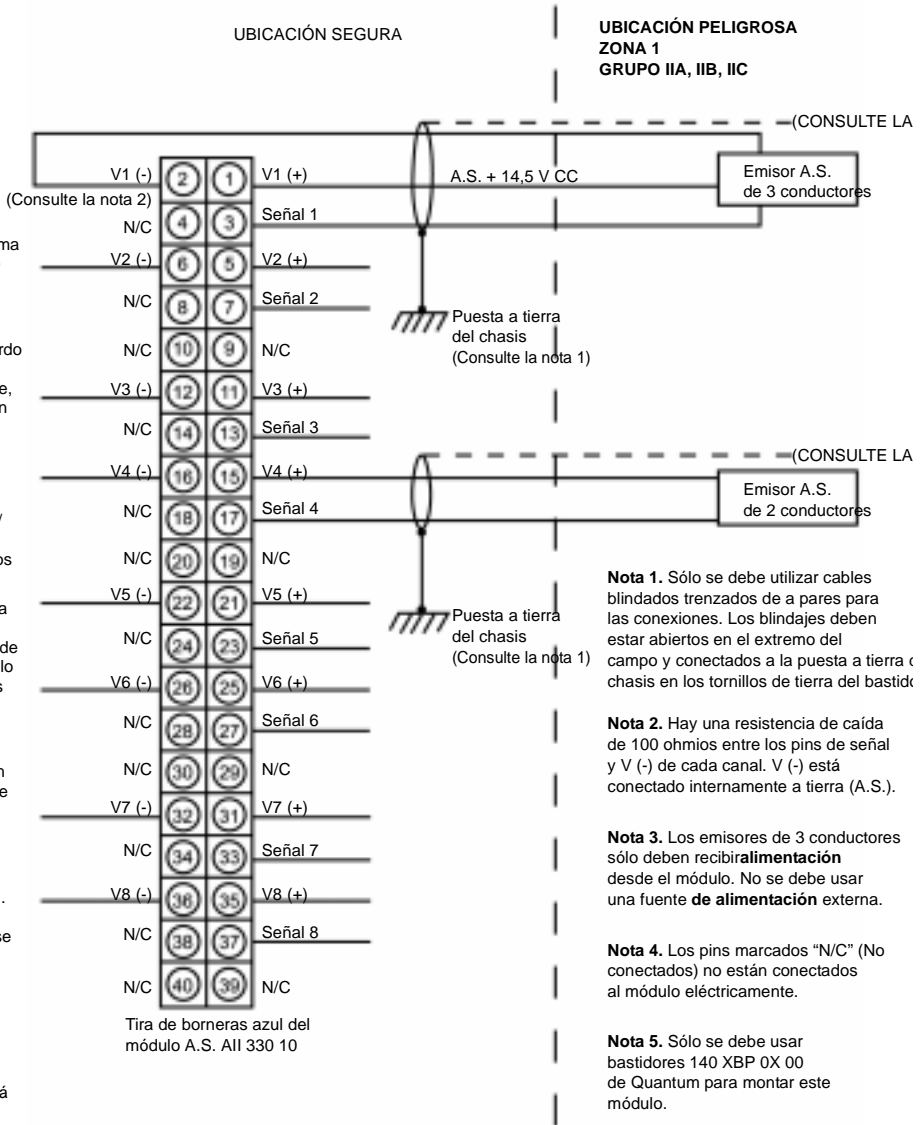 UBICACIÓN SEGURA
UBICACIÓN PELIGROSA
ZONA 1
GRUPO IIA, IIB, IIC
(CONSULTE LA
V1 (-) 2 1 V1 (+) A.S. + 14,5 V CC
Emisor A.S.
de 3 conductores
(Consulte la nota 2)
N/C 4 3 Señal 1
ma
V2 (-) 6 5 V2 (+)
N/C 8 7 Señal 2
Puesta a tierra
del chasis
(Consulte la nota 1)
N/C 10 9 N/C
rdo
e,
n
V3 (-) 12 11 V3 (+)
N/C 14 13 Señal 3
(CONSULTE LA
V4 (-) 16 15 V4 (+)
Emisor A.S.
de 2 conductores
N/C 18 17 Señal 4
/
os
N/C 20 19 N/C
a
V5 (-) 22 21 V5 (+)
Puesta a tierra
del chasis
(Consulte la nota 1)
N/C 24 23 Señal 5
de
lo
s
V6 (-) 26 25 V6 (+)
N/C 28 27 Señal 6
N/C 30 29 N/C
n
e
V7 (-) 32 31 V7 (+)
N/C 34 33 Señal 7
V8 (-) 36 35 V8 (+)
.
se
N/C 38 37 Señal 8
N/C 40 39 N/C
Tira de borneras azul del
módulo A.S. AII 330 10
á
Nota 1. Sólo se debe utilizar cables
blindados trenzados de a pares para
las conexiones. Los blindajes deben
estar abiertos en el extremo del
campo y conectados a la puesta a tierra
chasis en los tornillos de tierra del bastido
Nota 2. Hay una resistencia de caída
de 100 ohmios entre los pins de señal
y V (-) de cada canal. V (-) está
conectado internamente a tierra (A.S.).
Nota 3. Los emisores de 3 conductores
sólo deben recibiralimentación
desde el módulo. No se debe usar
una fuente de alimentación externa.
Nota 4. Los pins marcados “N/C” (No
conectados) no están conectados
al módulo eléctricamente.
Nota 5. Sólo se debe usar
bastidores 140 XBP 0X 00
de Quantum para montar este
módulo.